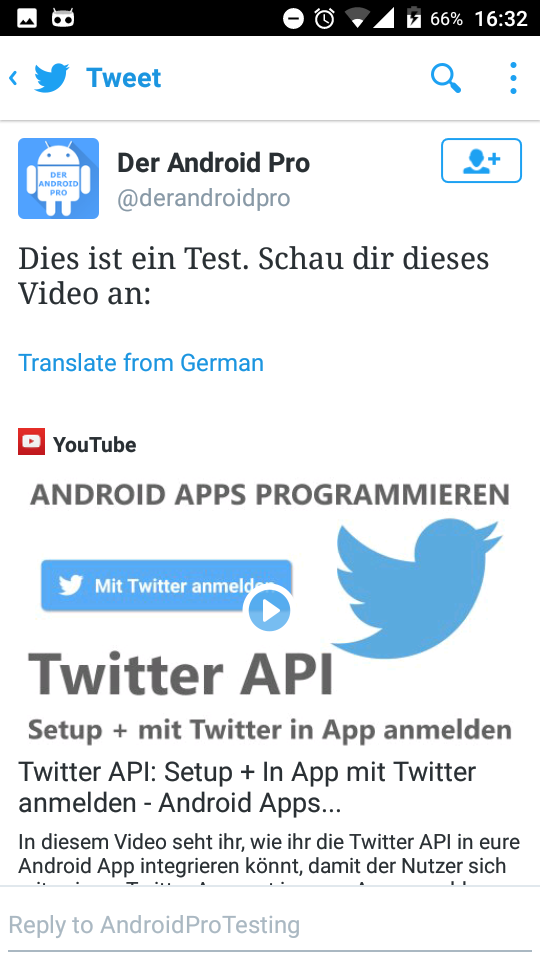 66% 16:32
Tweet
DER
ANDROID
PRO
Der Android Pro
@derandroidpro
Dies ist ein Test. Schau dir dieses
Video an:
Translate from German
YouTube
ANDROID APPS PROGRAMMIEREN
Mit Twitter anmelden
Twitter API
Setup + mit Twitter in App anmelden
Twitter API: Setup + In App mit Twitter
anmelden - Android Apps...
In diesem Video seht ihr, wie ihr die Twitter API in eure
Android App integrieren könnt, damit der Nutzer sich
Reply to AndroidProTesting